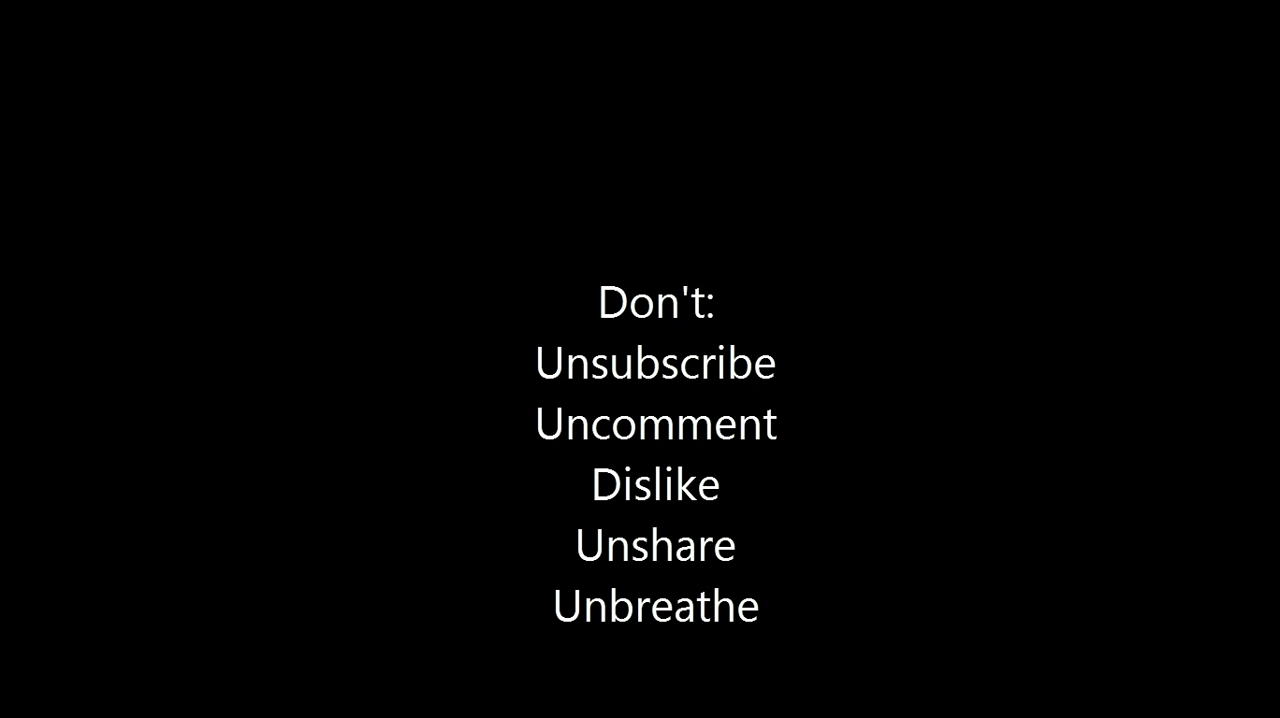 Don't:
Unsubscribe
Uncomment
Dislike
Unshare
Unbreathe